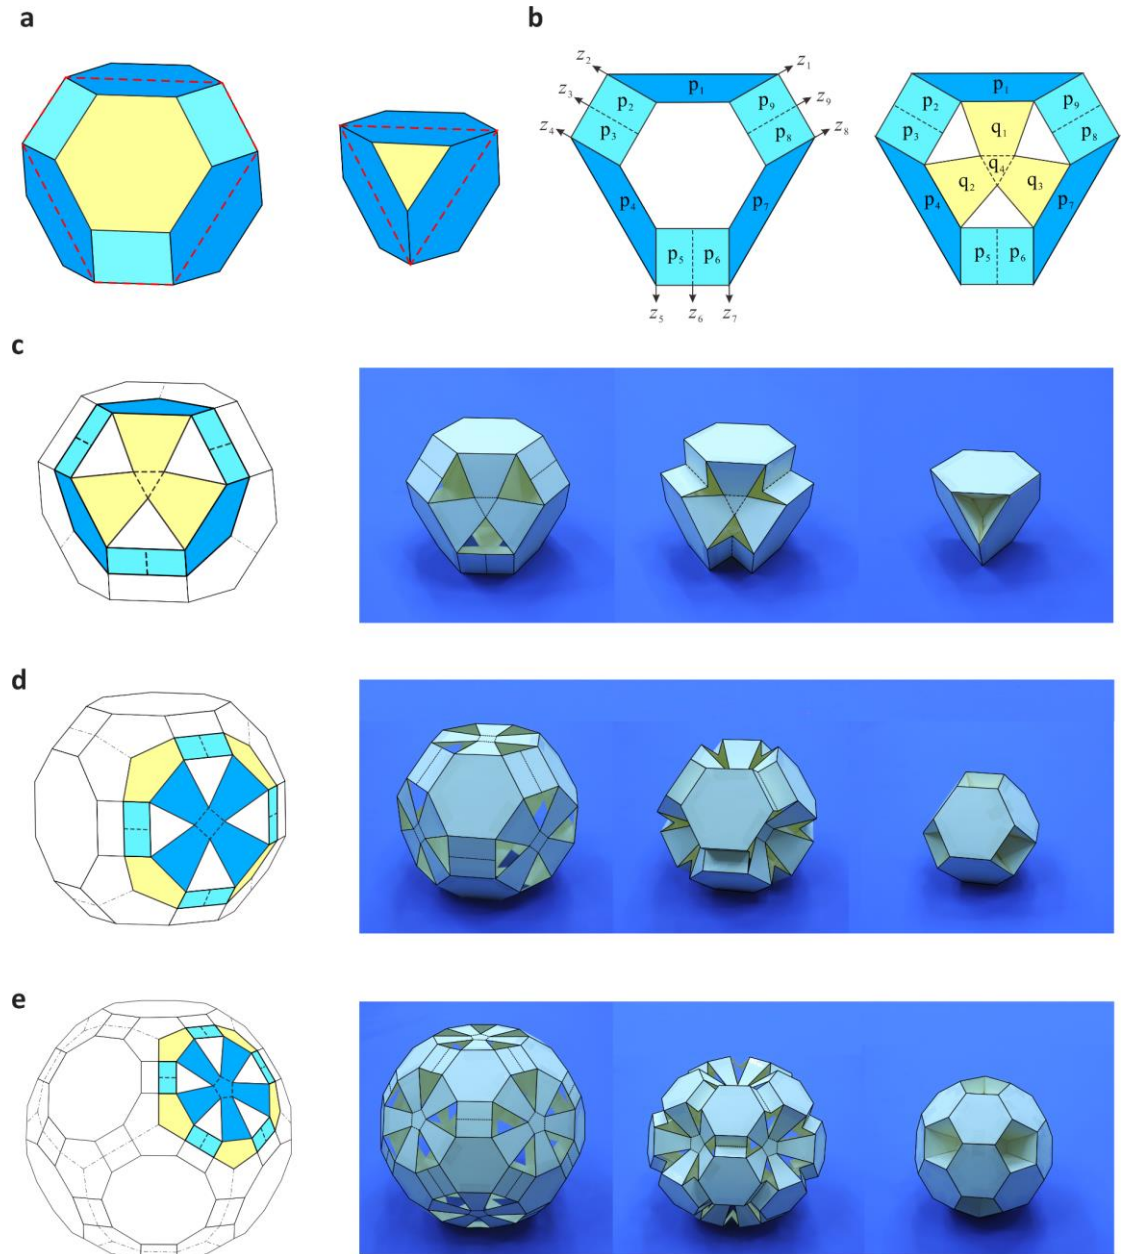 a
b
z₂ z₁
z₃ p₁ z₉
p₂ p₉
z₄ p₃ p₈ z₈
p₄ p₇
p₅ p₆
z₅ z₆ z₇
p₁
p₂ p₉
p₃ q₁ p₈
q₄
p₄ q₂ q₃ p₇
p₅ p₆
c
d
e